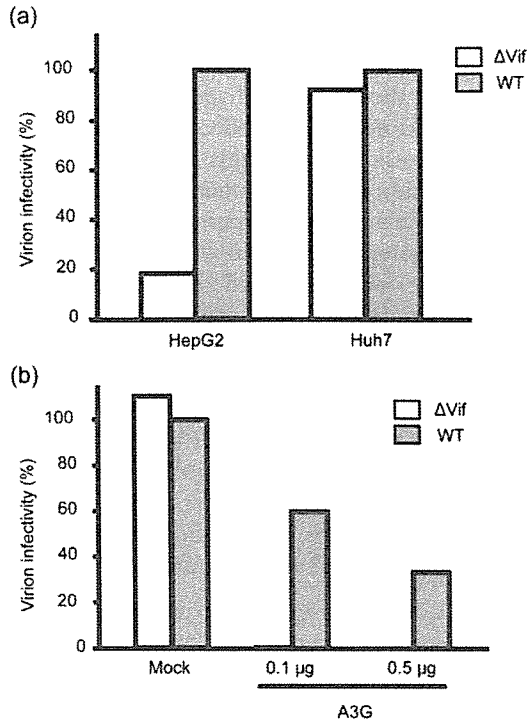 (a)
ΔVif
WT
Virion infectivity (%)
100
80
60
40
20
0
HepG2 Huh7
(b)
ΔVif
WT
Virion infectivity (%)
100
80
60
40
20
0
Mock 0.1 µg 0.5 µg
A3G